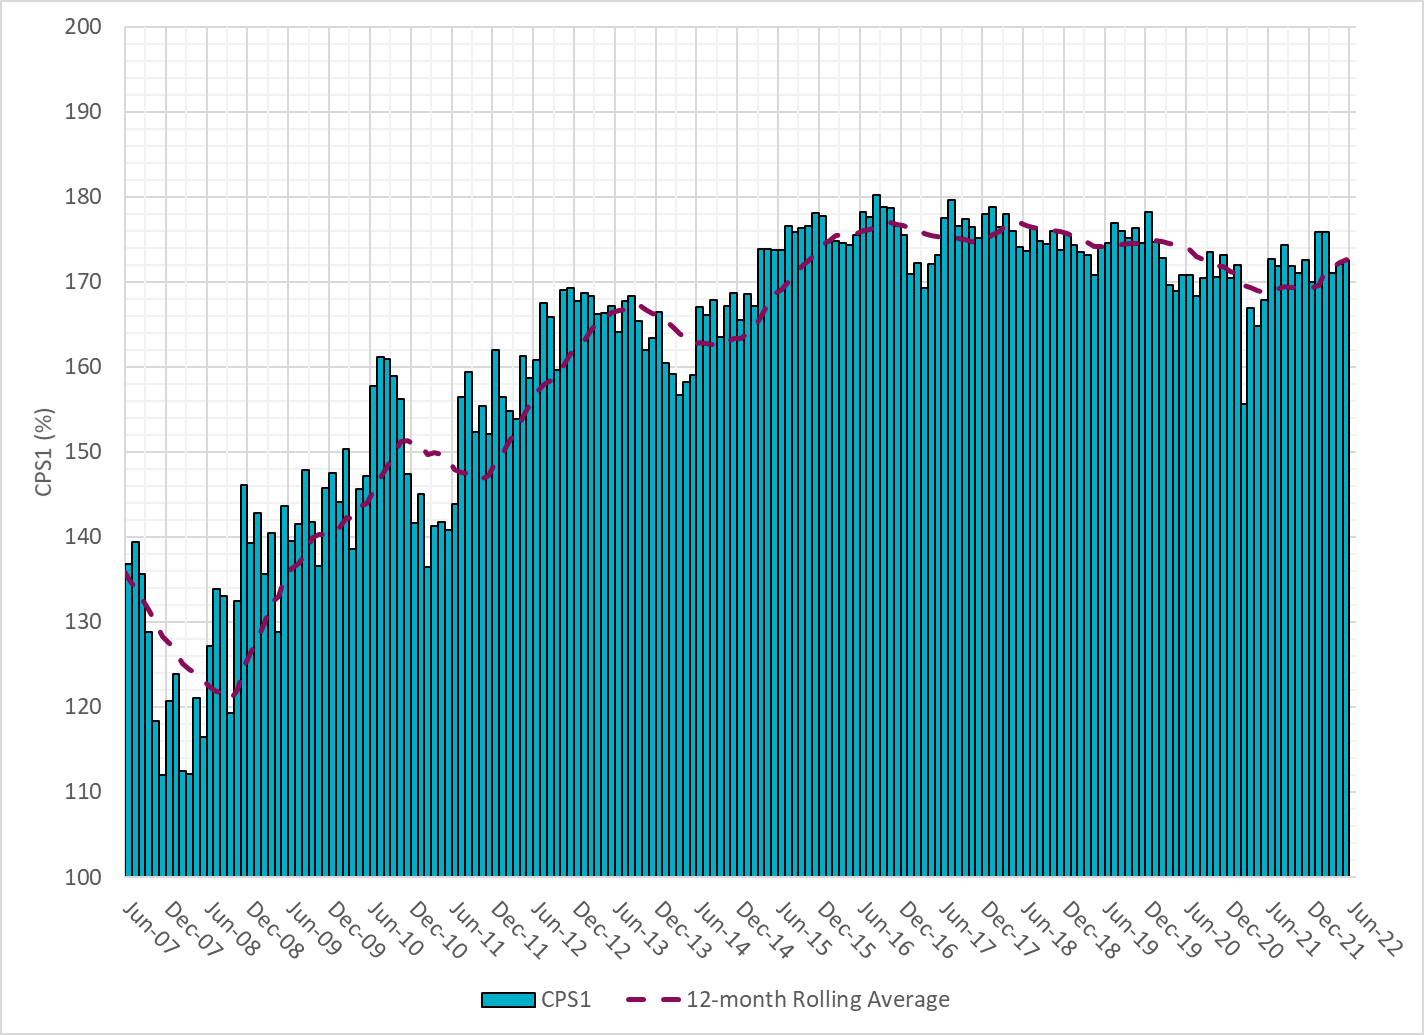 200
190
180
170
160
150
140
130
120
110
100
CPS1 (%)
Jun-07
Dec-07
Jun-08
Dec-08
Jun-09
Dec-09
Jun-10
Dec-10
Jun-11
Dec-11
Jun-12
Dec-12
Jun-13
Dec-13
Jun-14
Dec-14
Jun-15
Dec-15
Jun-16
Dec-16
Jun-17
Dec-17
Jun-18
Dec-18
Jun-19
Dec-19
Jun-20
Dec-20
Jun-21
Dec-21
Jun-22
CPS1
12-month Rolling Average